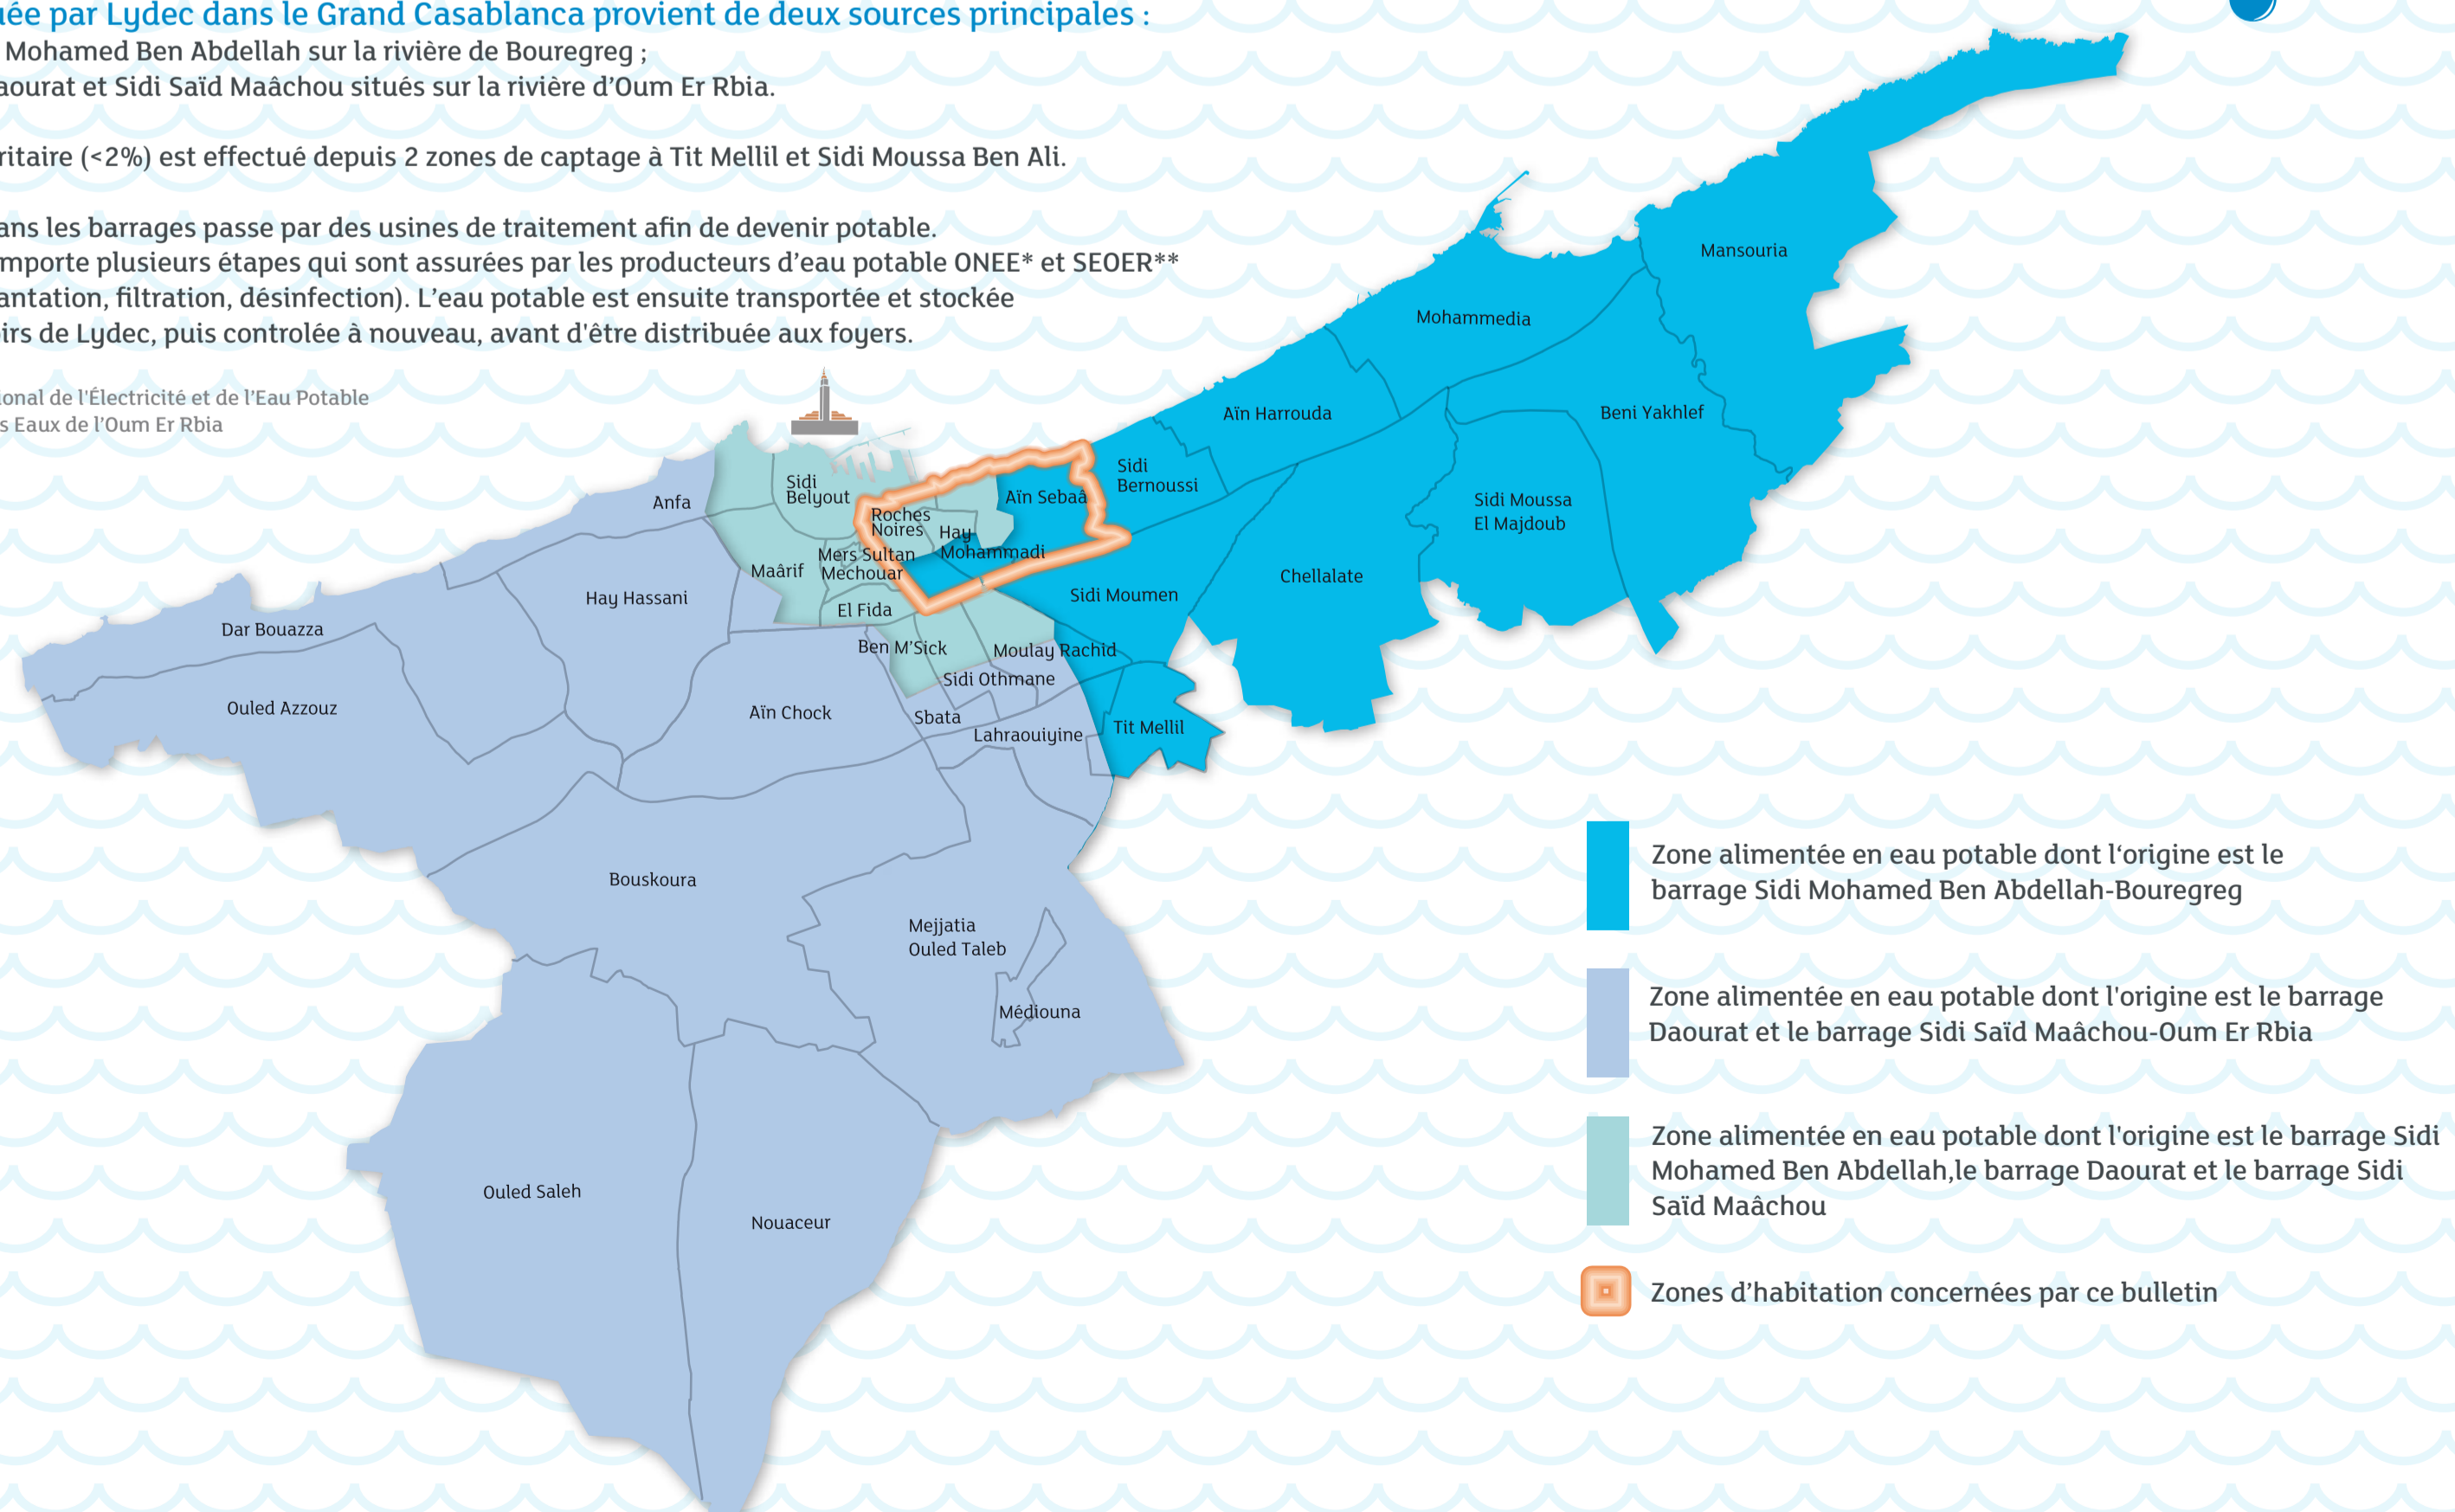 uée par Lydec dans le Grand Casablanca provient de deux sources principales :
Mohamed Ben Abdellah sur la rivière de Bouregreg ;
aourat et Sidi Saïd Maâchou situés sur la rivière d’Oum Er Rbia.
ritaire (<2%) est effectué depuis 2 zones de captage à Tit Mellil et Sidi Moussa Ben Ali.
ans les barrages passe par des usines de traitement afin de devenir potable.
mporte plusieurs étapes qui sont assurées par les producteurs d’eau potable ONEE* et SEOER**
antation, filtration, désinfection). L’eau potable est ensuite transportée et stockée
irs de Lydec, puis controlée à nouveau, avant d'être distribuée aux foyers.
ional de l'Électricité et de l’Eau Potable
s Eaux de l’Oum Er Rbia
Mansouria
Mohammedia
Aïn Harrouda
Beni Yakhlef
Sidi
Bernoussi
Sidi Moussa
El Majdoub
Chellalate
Aïn Sebaâ
Sidi
Belyout
Anfa
Roches
Noires
Hay
Mohammadi
Mers Sultan
Mechouar
Maârif
El Fida
Hay Hassani
Sidi Moumen
Dar Bouazza
Ben M’Sick
Moulay Rachid
Sidi Othmane
Ouled Azzouz
Aïn Chock
Sbata
Lahraouiyine
Tit Mellil
Bouskoura
Mejjatia
Ouled Taleb
Médiouna
Ouled Saleh
Nouaceur
Zone alimentée en eau potable dont l‘origine est le
barrage Sidi Mohamed Ben Abdellah-Bouregreg
Zone alimentée en eau potable dont l'origine est le barrage
Daourat et le barrage Sidi Saïd Maâchou-Oum Er Rbia
Zone alimentée en eau potable dont l'origine est le barrage Sidi
Mohamed Ben Abdellah,le barrage Daourat et le barrage Sidi
Saïd Maâchou
Zones d’habitation concernées par ce bulletin